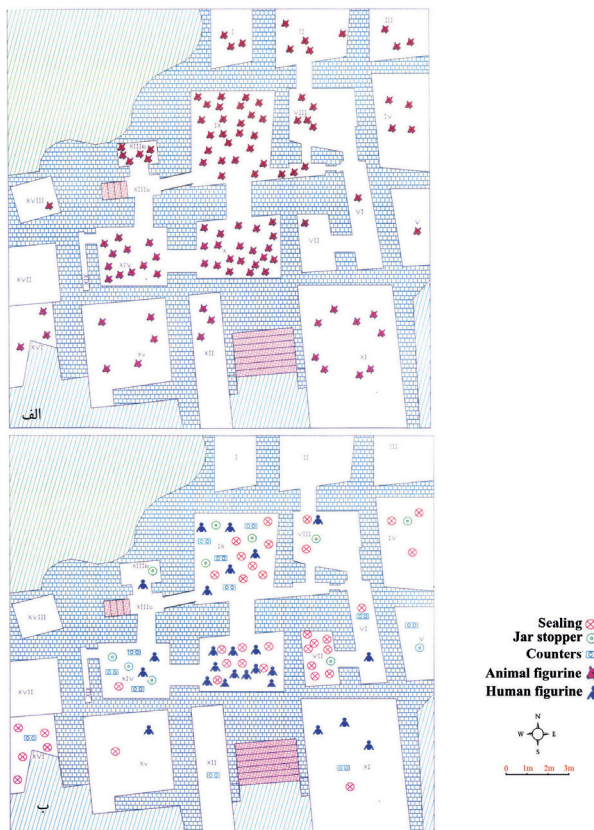 I
II
III
IX
VIII
IV
XIIIb
XIIIa
XVIII
VI
V
VII
X
XIV
XVII
XVI
XV
XII
XI
الف
I
II
III
IX
VIII
IV
XIIIb
XIIIa
XVIII
VI
V
VII
XIV
XVII
XVI
XV
XII
XI
ب
Sealing
Jar stopper
Counters
Animal figurine
Human figurine
N
W E
S
0 1m 2m 3m